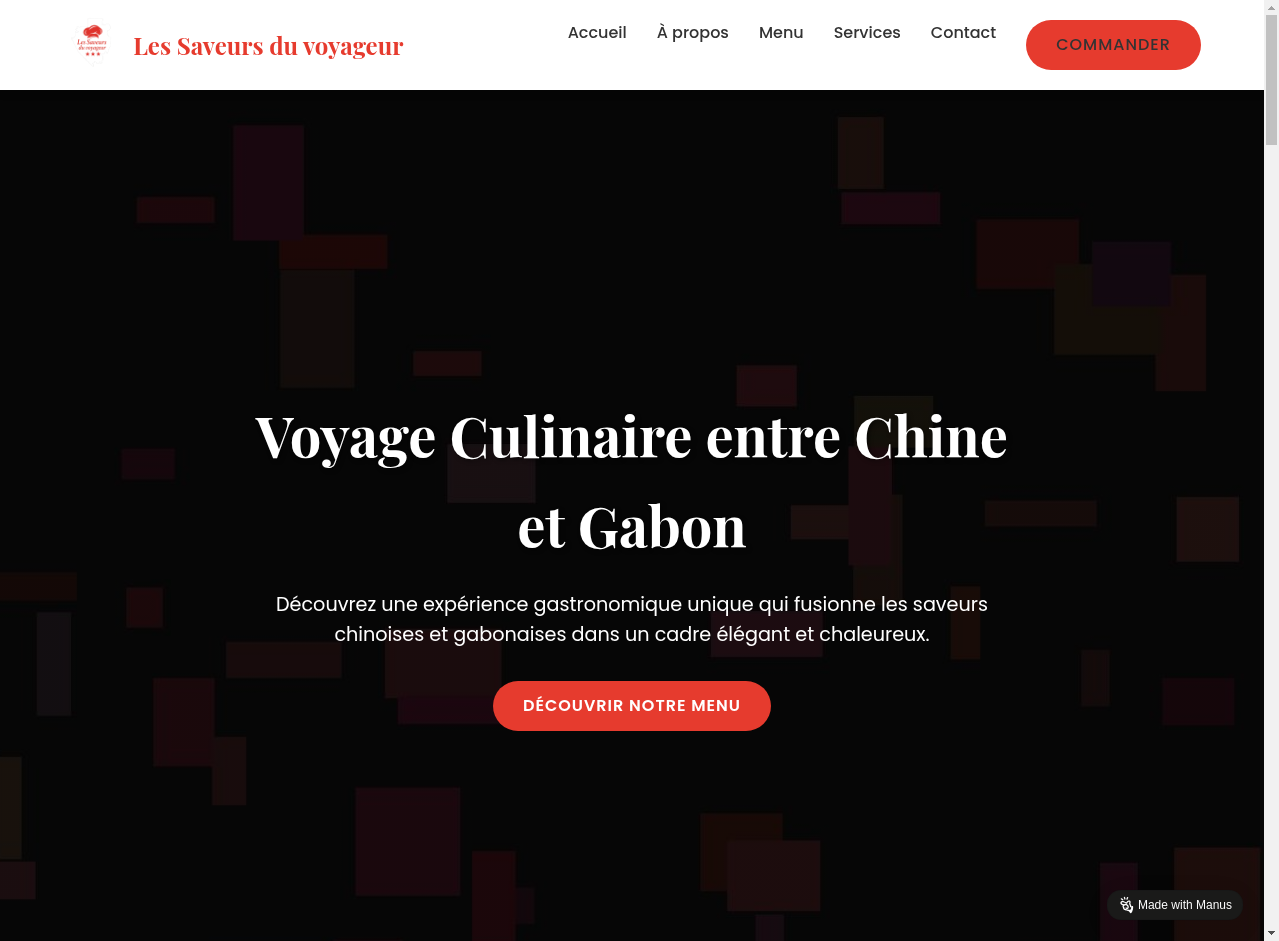 Les Saveurs
du voyageur
Les Saveurs du voyageur
Accueil
À propos
Menu
Services
Contact
COMMANDER
Voyage Culinaire entre Chine
et Gabon
Découvrez une expérience gastronomique unique qui fusionne les saveurs
chinoises et gabonaises dans un cadre élégant et chaleureux.
DÉCOUVRIR NOTRE MENU
Made with Manus